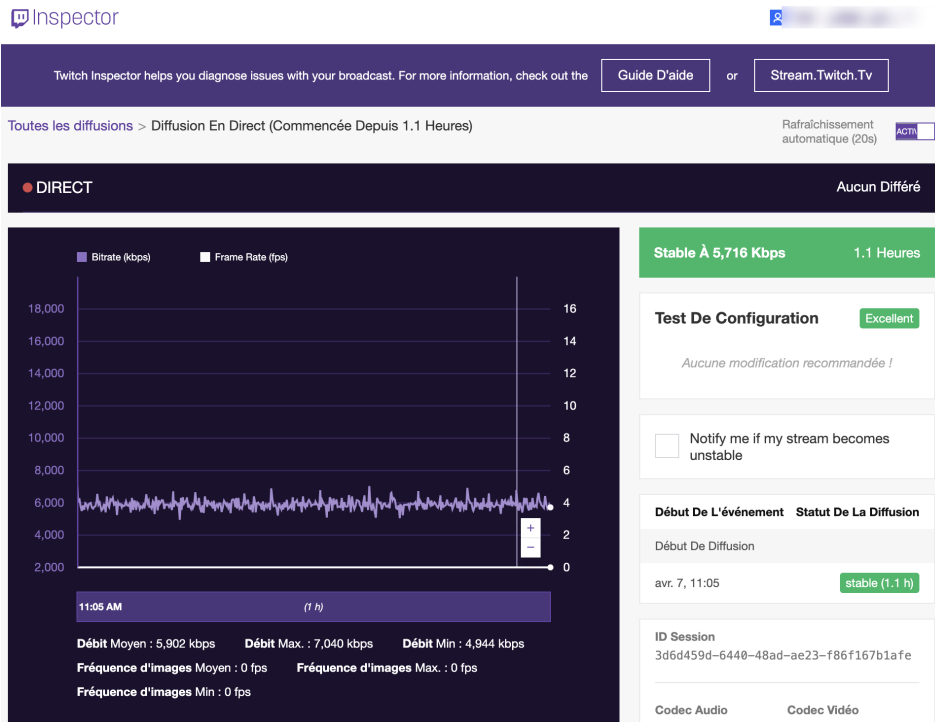 Inspector
Twitch Inspector helps you diagnose issues with your broadcast. For more information, check out the Guide D'aide or Stream.Twitch.Tv
Toutes les diffusions > Diffusion En Direct (Commencée Depuis 1.1 Heures)
Rafraîchissement
automatique (20s)
DIRECT
Aucun Différé
Bitrate (kbps) Frame Rate (fps)
18,000 16
16,000 14
14,000 12
12,000 10
10,000 8
8,000 6
6,000 4
4,000 2
2,000 0
+
−
11:05 AM (1 h)
Débit Moyen : 5,902 kbps Débit Max. : 7,040 kbps Débit Min : 4,944 kbps
Fréquence d'images Moyen : 0 fps Fréquence d'images Max. : 0 fps
Fréquence d'images Min : 0 fps
Stable À 5,716 Kbps 1.1 Heures
Test De Configuration Excellent
Aucune modification recommandée !
Notify me if my stream becomes
unstable
Début De L'événement Statut De La Diffusion
Début De Diffusion
avr. 7, 11:05 stable (1.1 h)
ID Session
3d6d459d-6440-48ad-ae23-f86f167b1afe
Codec Audio Codec Vidéo